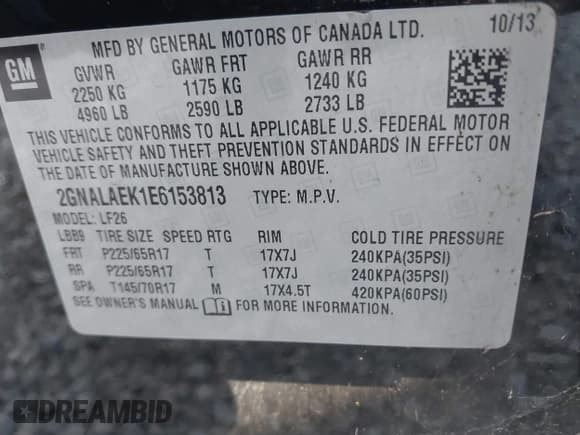 GM
MFD BY GENERAL MOTORS OF CANADA LTD. 10/13
GVWR GAWR FRT GAWR RR
2250 KG 1175 KG 1240 KG
4960 LB 2590 LB 2733 LB
THIS VEHICLE CONFORMS TO ALL APPLICABLE U.S. FEDERAL MOTOR
VEHICLE SAFETY AND THEFT PREVENTION STANDARDS IN EFFECT ON
THE DATE OF MANUFACTURE SHOWN ABOVE.
2GNALAEK1E6153813 TYPE: M.P.V.
MODEL: LF26
LBB9 TIRE SIZE SPEED RTG RIM COLD TIRE PRESSURE
FRT P225/65R17 T 17X7J 240KPA(35PSI)
RR P225/65R17 T 17X7J 240KPA(35PSI)
SPA T145/70R17 M 17X4.5T 420KPA(60PSI)
SEE OWNER'S MANUAL FOR ADDITIONAL INFORMATION.
DREAMBID